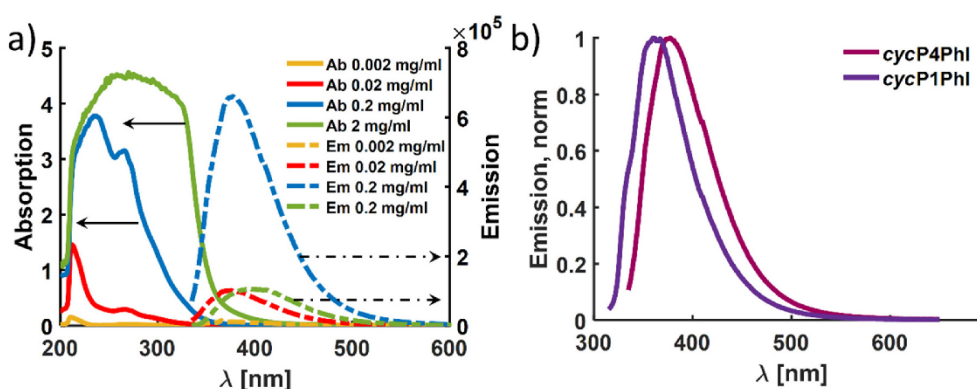 a)
×10⁵
Absorption
5
4
3
2
1
0
200
300
400
500
600
λ [nm]
8
6
4
2
0
Emission
Ab 0.002 mg/ml
Ab 0.02 mg/ml
Ab 0.2 mg/ml
Ab 2 mg/ml
Em 0.002 mg/ml
Em 0.02 mg/ml
Em 0.2 mg/ml
Em 0.2 mg/ml
b)
Emission, norm
1
0.8
0.6
0.4
0.2
0
300
400
500
600
λ [nm]
cycP4PhI
cycP1PhI